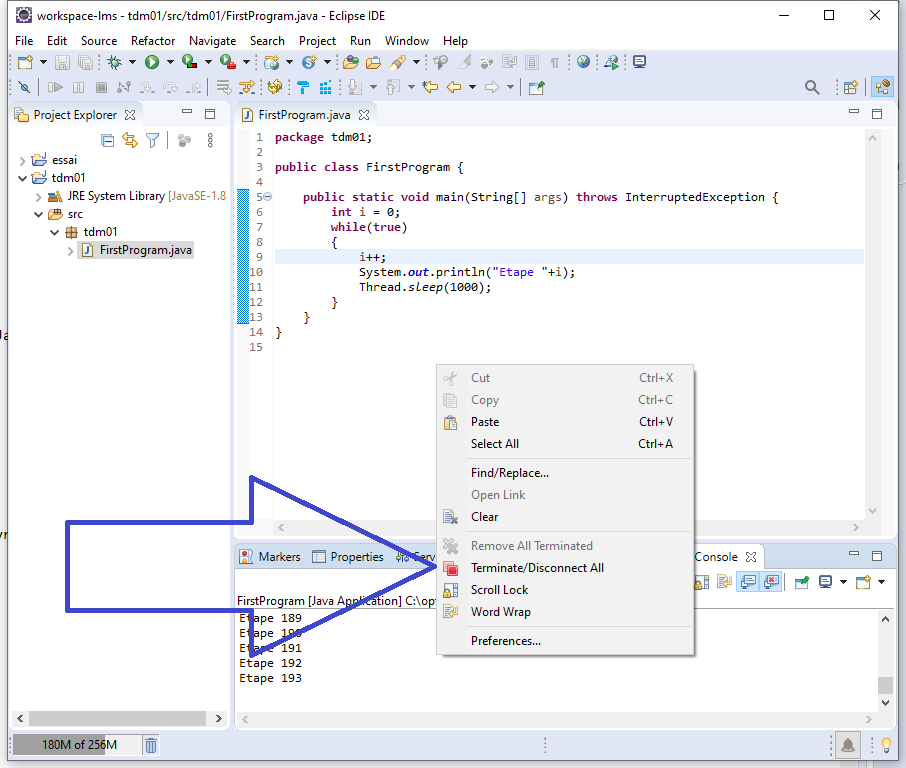 workspace-lms - tdm01/src/tdm01/FirstProgram.java - Eclipse IDE
File Edit Source Refactor Navigate Search Project Run Window Help
Project Explorer
essai
tdm01
JRE System Library [JavaSE-1.8
src
tdm01
FirstProgram.java
FirstProgram.java
1 package tdm01;
2
3 public class FirstProgram {
4
5 public static void main(String[] args) throws InterruptedException {
6 int i = 0;
7 while(true)
8 {
9 i++;
10 System.out.println("Etape "+i);
11 Thread.sleep(1000);
12 }
13 }
14 }
15
Cut Ctrl+X
Copy Ctrl+C
Paste Ctrl+V
Select All Ctrl+A
Find/Replace...
Open Link
Clear
Remove All Terminated
Terminate/Disconnect All
Scroll Lock
Word Wrap
Preferences...
Markers Properties Serv Console
FirstProgram [Java Application] C:\opt
Etape 189
Etape 190
Etape 191
Etape 192
Etape 193
180M of 256M